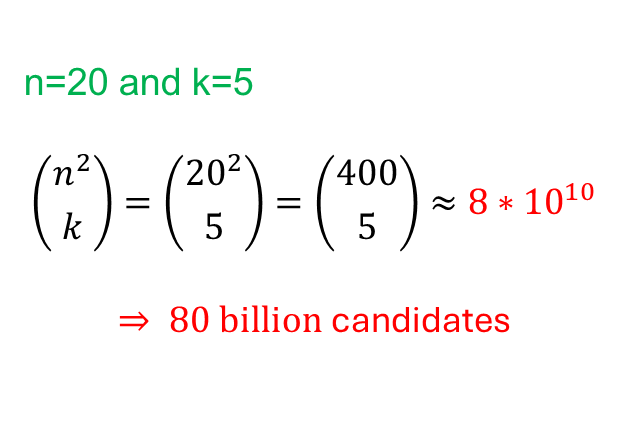 n=20 and k=5
(n² k) = (20² 5) = (400 5) ≈ 8 * 10¹⁰
⇒ 80 billion candidates